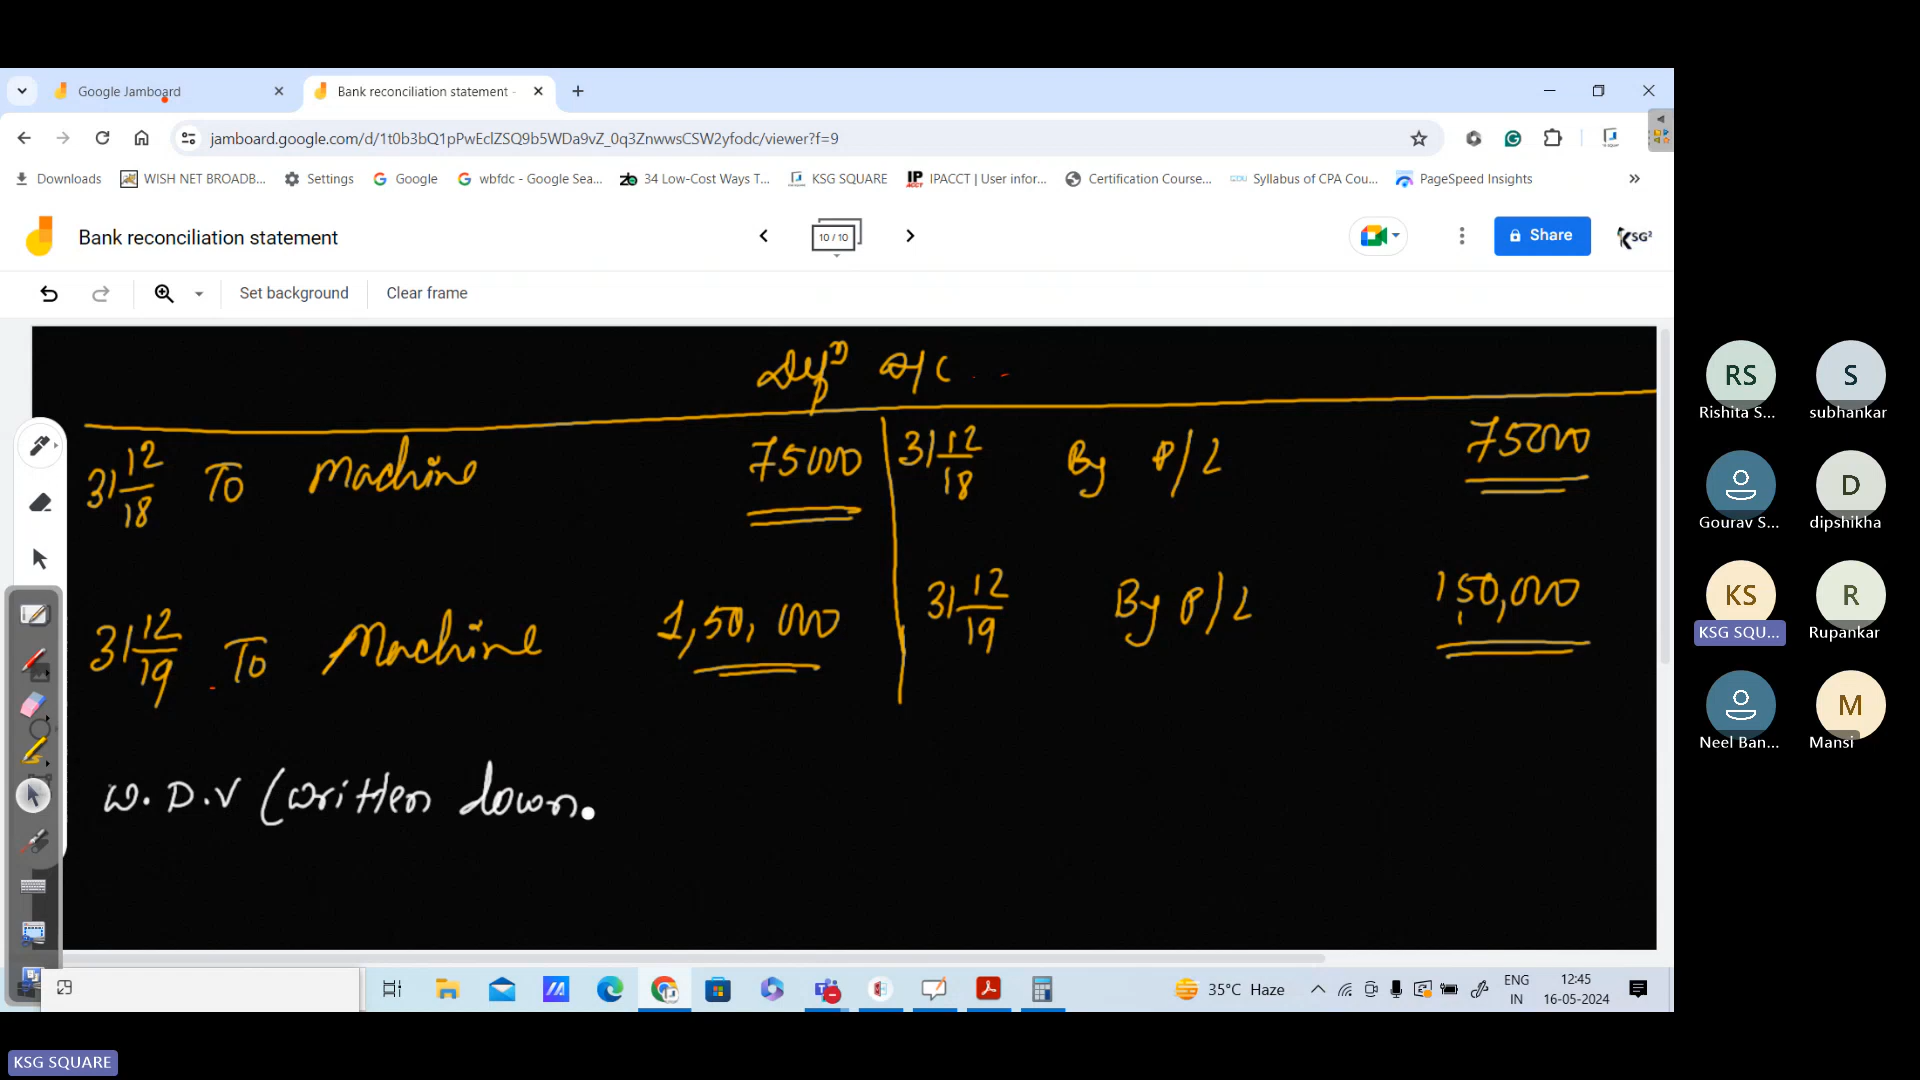 Google Jamboard
Bank reconciliation statement -
jamboard.google.com/d/1t0b3bQ1pPwEclZSQ9b5WDa9vZ_0q3ZnwwsCSW2yfodc/viewer?f=9
Downloads WISH NET BROADB... Settings Google wbfdc - Google Sea... 34 Low-Cost Ways T... KSG SQUARE IPACCT | User infor... Certification Course... Syllabus of CPA Cou... PageSpeed Insights »
Bank reconciliation statement 10 / 10 Share KSG²
Set background Clear frame
Depⁿ A/C
31 12/18 To Machine 75000 31 12/18 By P/L 75000
31 12/19 To Machine 1,50,000 31 12/19 By P/L 150,000
W.D.V (written down.
RS S
Rishita S... subhankar
D
Gourav S... dipshikha
KS R
KSG SQU... Rupankar
M
Neel Ban... Mansi
35°C Haze ENG IN 12:45 16-05-2024
KSG SQUARE